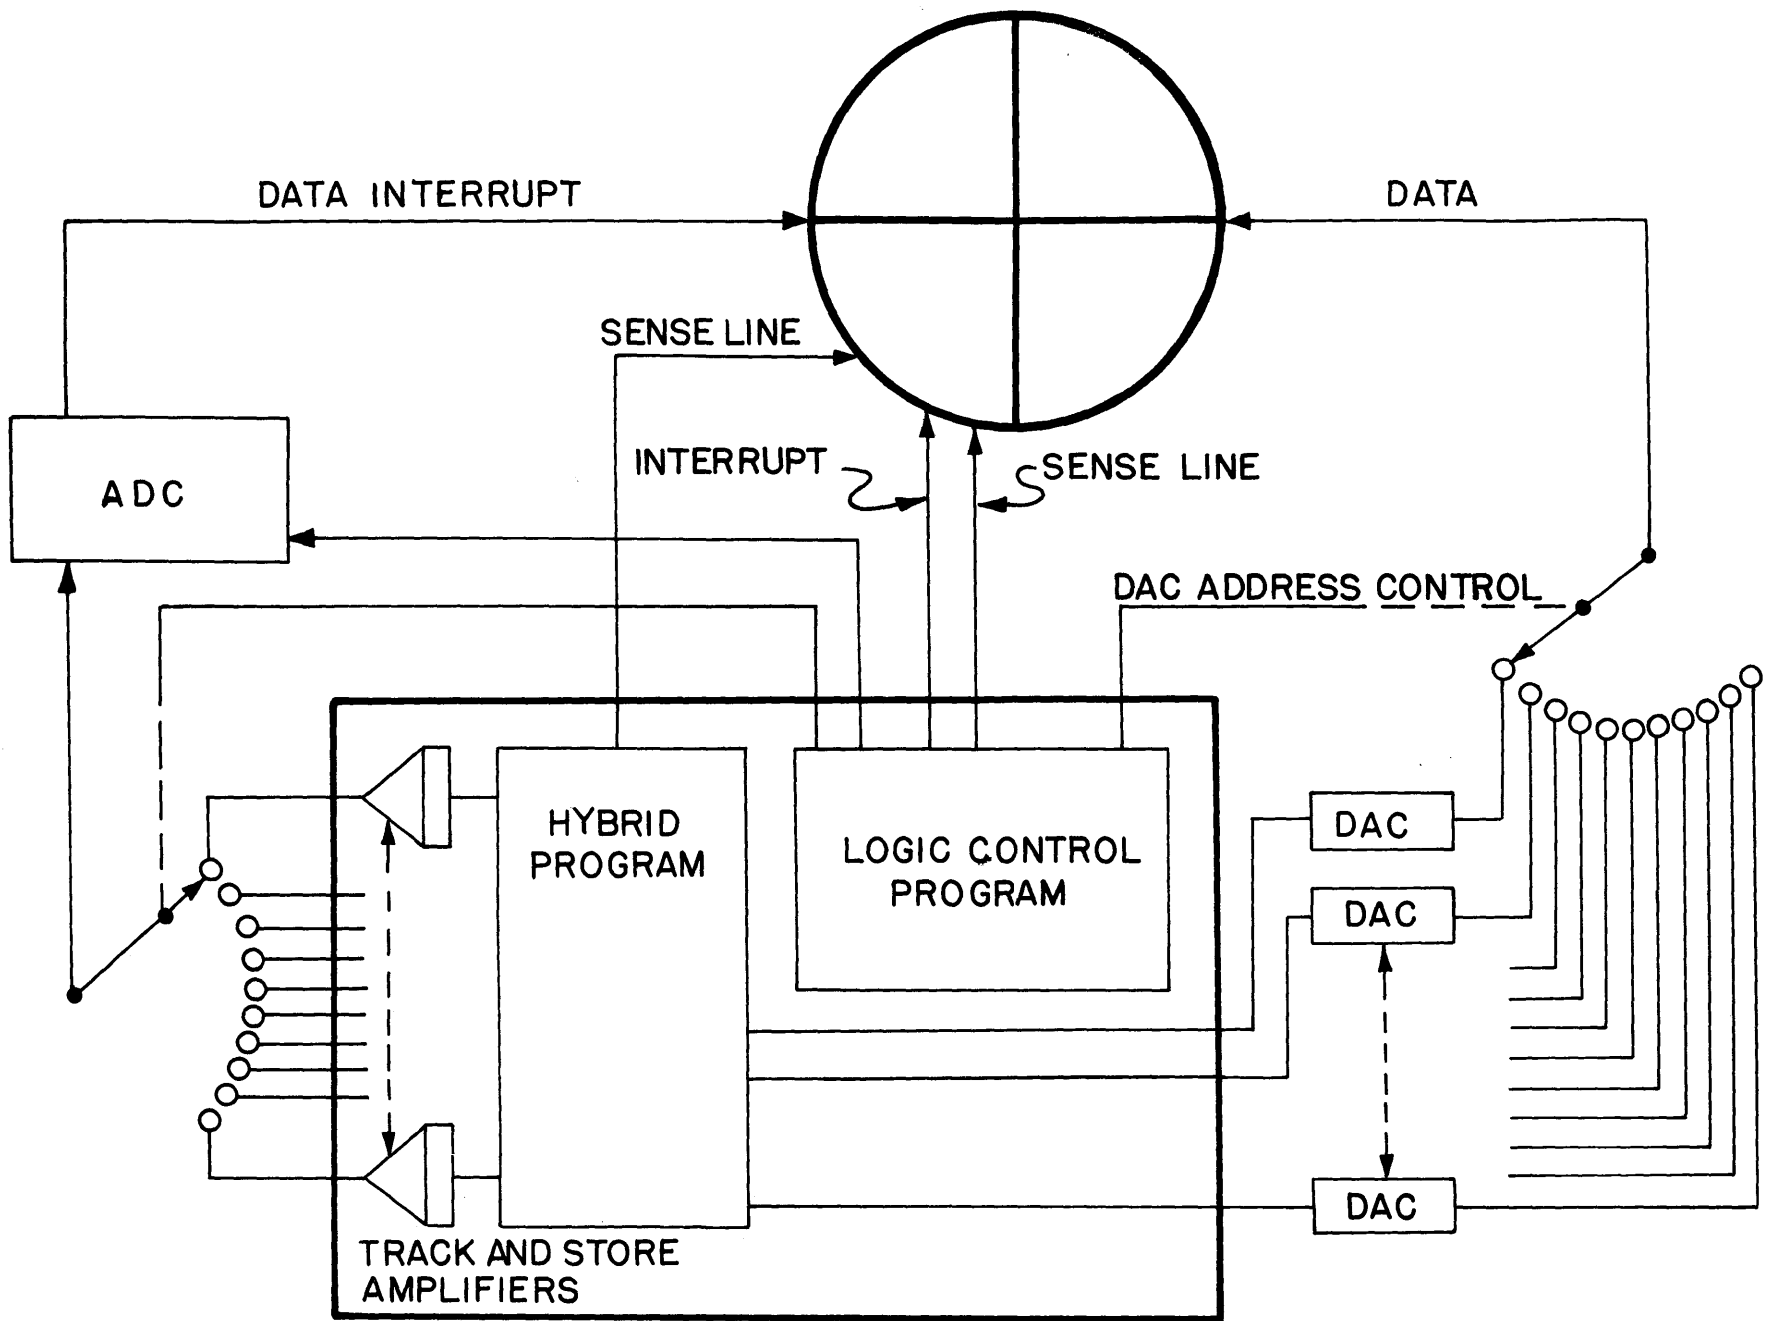 DATA INTERRUPT
DATA
SENSE LINE
INTERRUPT
SENSE LINE
ADC
DAC ADDRESS CONTROL
HYBRID
PROGRAM
LOGIC CONTROL
PROGRAM
DAC
DAC
DAC
TRACK AND STORE
AMPLIFIERS